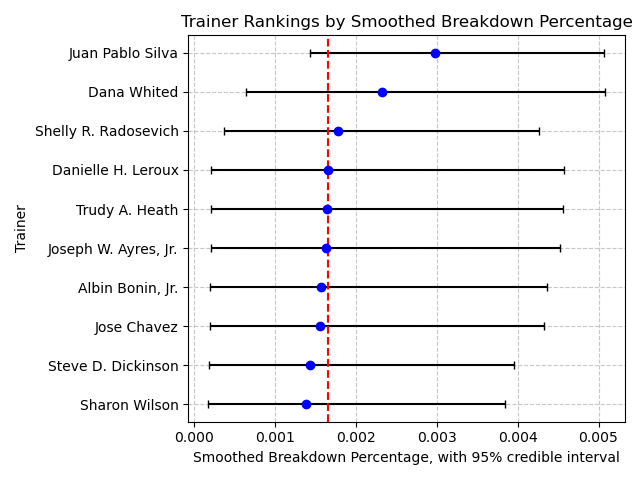 Trainer Rankings by Smoothed Breakdown Percentage
Trainer
Juan Pablo Silva
Dana Whited
Shelly R. Radosevich
Danielle H. Leroux
Trudy A. Heath
Joseph W. Ayres, Jr.
Albin Bonin, Jr.
Jose Chavez
Steve D. Dickinson
Sharon Wilson
0.000 0.001 0.002 0.003 0.004 0.005
Smoothed Breakdown Percentage, with 95% credible interval